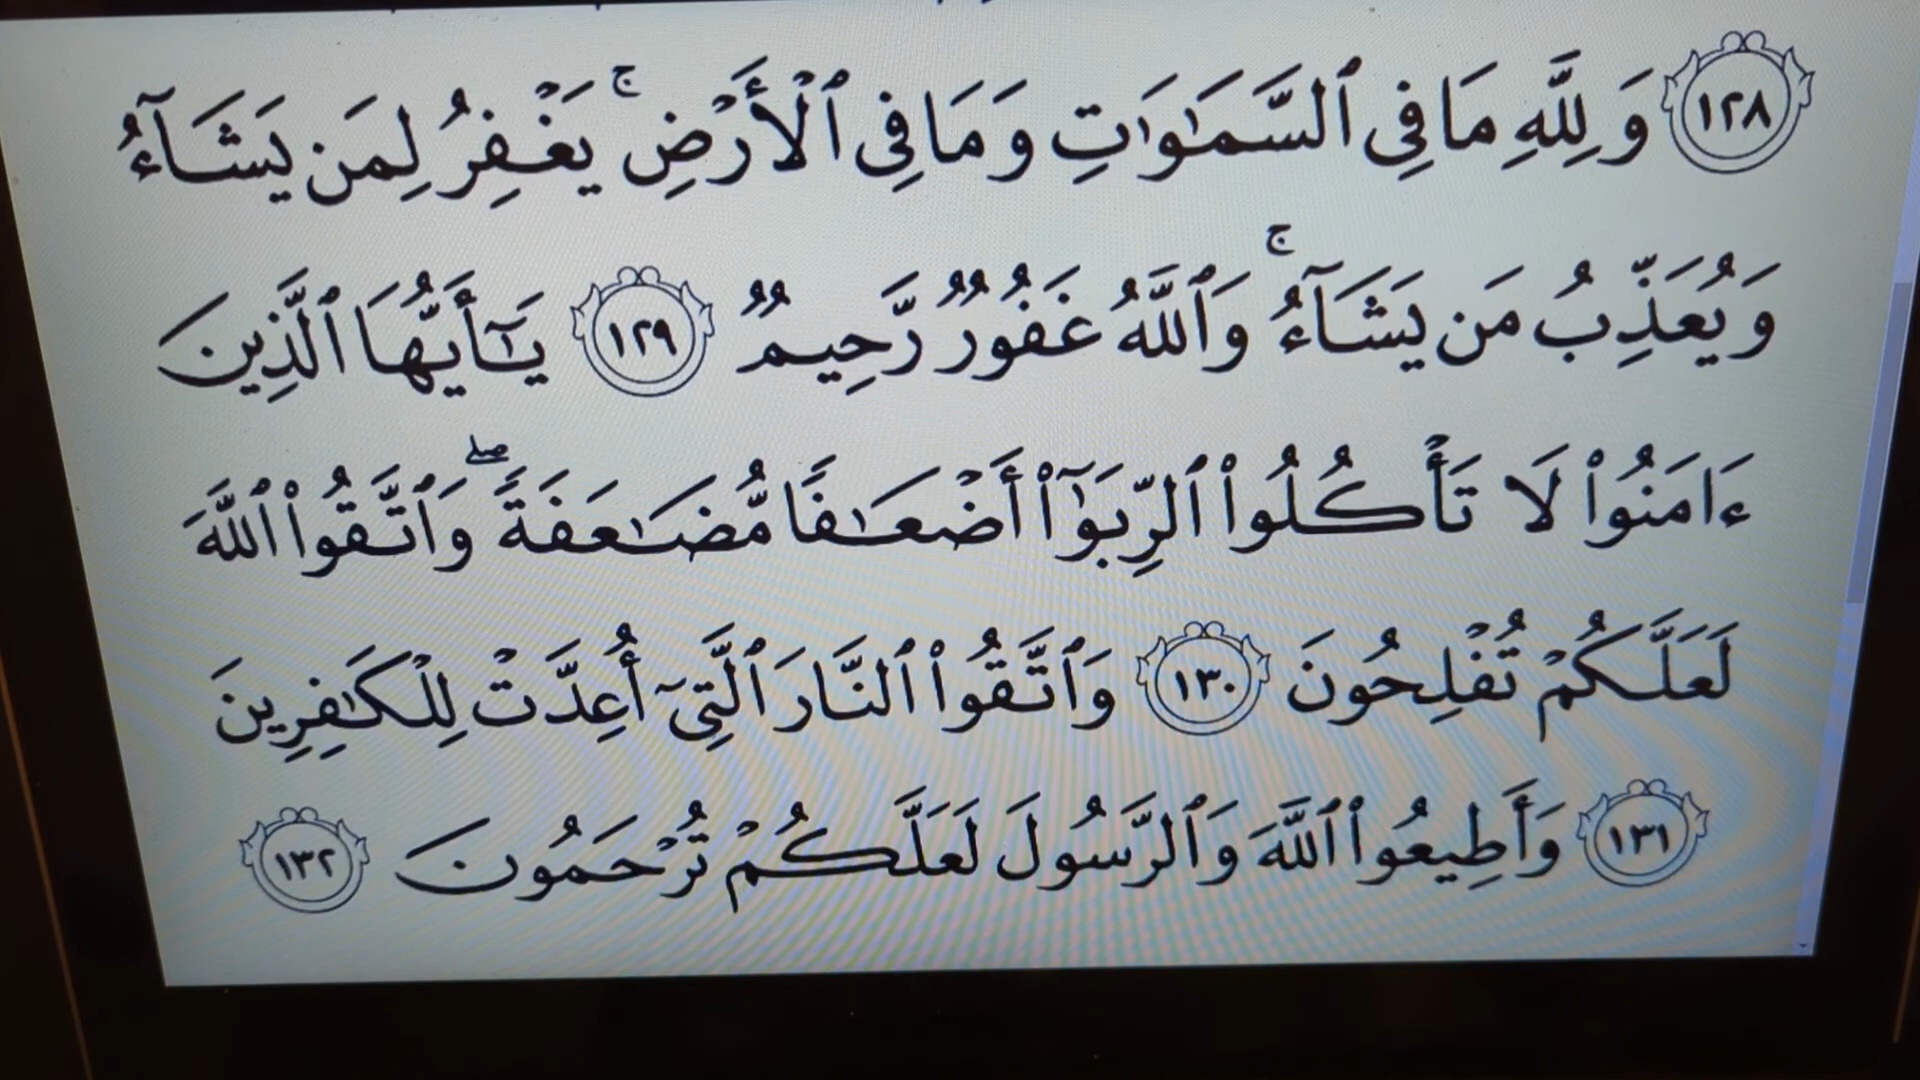 ١٢٨ وَلِلَّهِ مَا فِى ٱلسَّمَٰوَٰتِ وَمَا فِى ٱلْأَرْضِ ۚ يَغْفِرُ لِمَن يَشَآءُ
وَيُعَذِّبُ مَن يَشَآءُ ۚ وَٱللَّهُ غَفُورٌ رَّحِيمٌ ١٢٩ يَٰٓأَيُّهَا ٱلَّذِينَ
ءَامَنُوا۟ لَا تَأْكُلُوا۟ ٱلرِّبَوٰٓا۟ أَضْعَٰفًا مُّضَٰعَفَةً ۖ وَٱتَّقُوا۟ ٱللَّهَ
لَعَلَّكُمْ تُفْلِحُونَ ١٣٠ وَٱتَّقُوا۟ ٱلنَّارَ ٱلَّتِىٓ أُعِدَّتْ لِلْكَٰفِرِينَ
١٣١ وَأَطِيعُوا۟ ٱللَّهَ وَٱلرَّسُولَ لَعَلَّكُمْ تُرْحَمُونَ ١٣٢